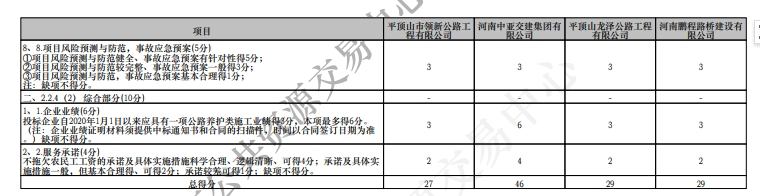 项目 平顶山市领新公路工程有限公司 河南中亚交建集团有限公司 平顶山龙泽公路工程有限公司 河南鹏程路桥建设有限公司
8、8.项目风险预测与防范，事故应急预案(5分)
①项目风险预测与防范健全、事故应急预案有针对性得5分；
②项目风险预测与防范较完整、事故应急预案一般得3分；
③项目风险预测与防范，事故应急预案基本合理得1分；
注：缺项不得分。
3 3 3 3
二、2.2.4（2） 综合部分(10分) - - - -
1、1.企业业绩(6分)
投标企业自2020年1月1日以来应具有一项公路养护类施工业绩得3分，本项最多得6分。
（注：企业业绩证明材料须提供中标通知书和合同的扫描件，时间以合同签订日期为准
。）缺项不得分。
3 6 3 3
2、2.服务承诺(4分)
不拖欠农民工工资的承诺及具体实施措施科学合理、逻辑清晰、可得4分；承诺及具体实
施措施一般，但基本合理得、可得2分；承诺较差可得1分；缺项不得分。
2 4 2 2
总得分 27 46 29 29
公共资源交易中心
交易中心